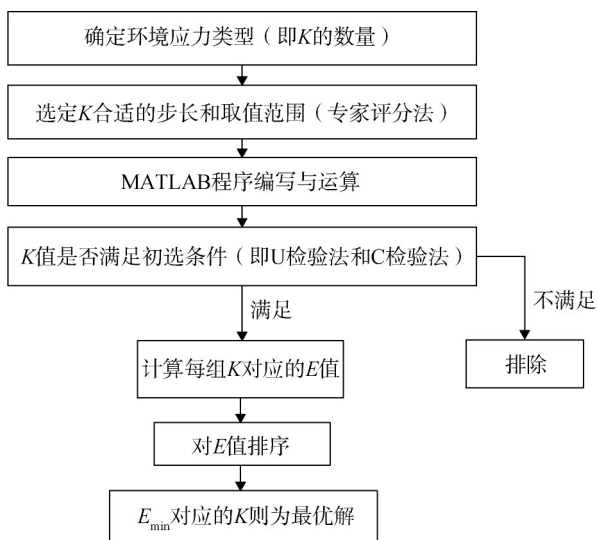 确定环境应力类型（即K的数量）
选定K合适的步长和取值范围（专家评分法）
MATLAB程序编写与运算
K值是否满足初选条件（即U检验法和C检验法）
满足
不满足
计算每组K对应的E值
排除
对E值排序
Emin对应的K则为最优解